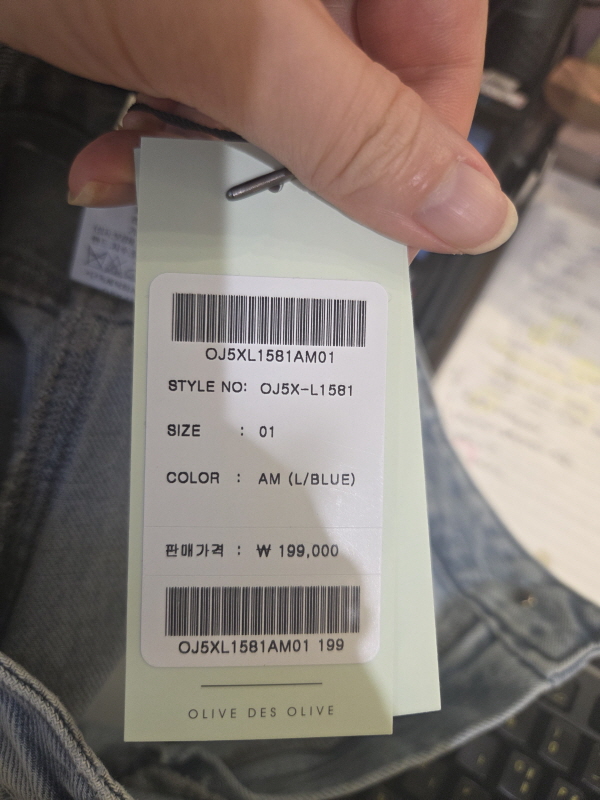 OJ5XL1581AM01
STYLE NO: OJ5X-L1581
SIZE : 01
COLOR : AM (L/BLUE)
판매가격 : ₩ 199,000
OJ5XL1581AM01 199
OLIVE DES OLIVE